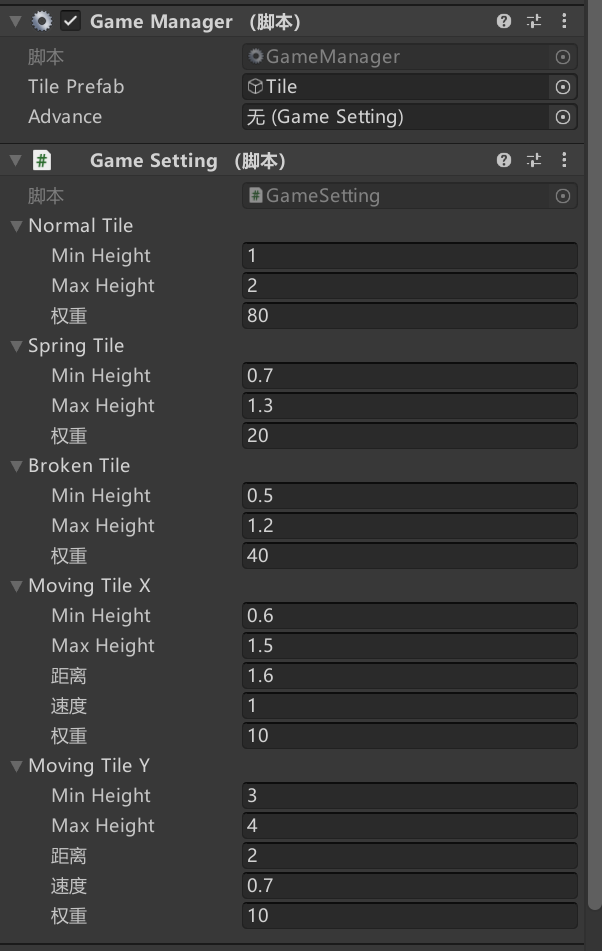 Game Manager （脚本）
脚本 GameManager
Tile Prefab Tile
Advance 无 (Game Setting)
# Game Setting （脚本）
脚本 # GameSetting
Normal Tile
Min Height 1
Max Height 2
权重 80
Spring Tile
Min Height 0.7
Max Height 1.3
权重 20
Broken Tile
Min Height 0.5
Max Height 1.2
权重 40
Moving Tile X
Min Height 0.6
Max Height 1.5
距离 1.6
速度 1
权重 10
Moving Tile Y
Min Height 3
Max Height 4
距离 2
速度 0.7
权重 10